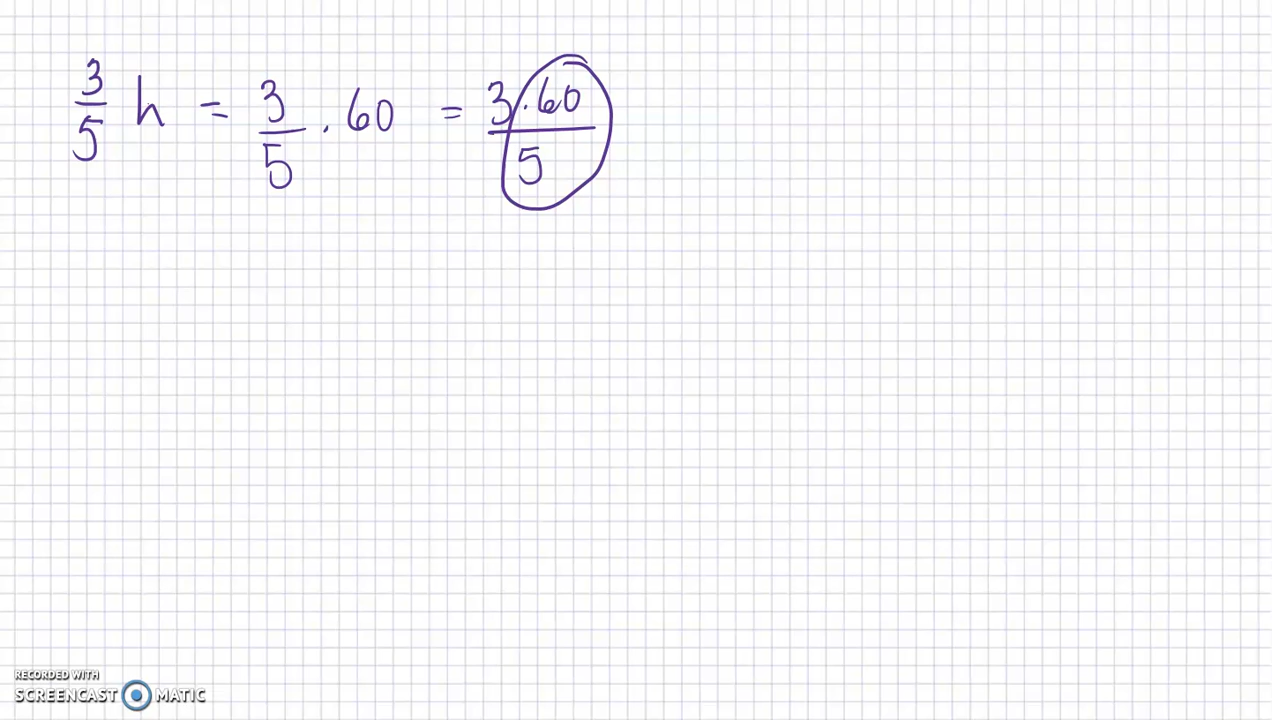 3/5 h = 3/5 . 60 = 3 . 60/5
RECORDED WITH
SCREENCAST MATIC